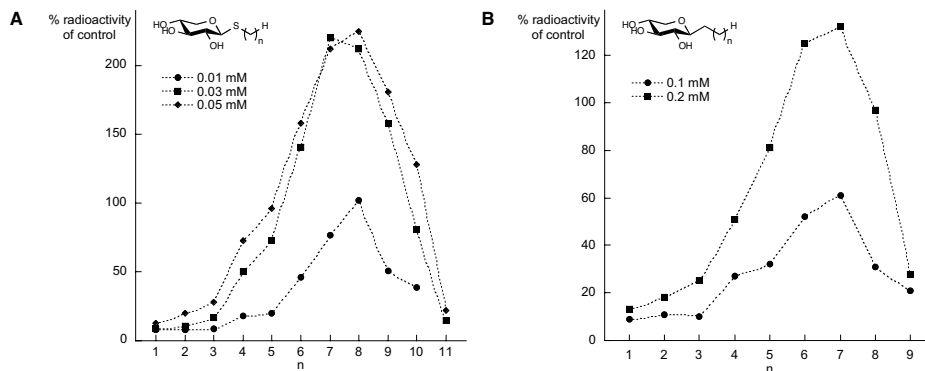 A
% radioactivity
of control
HO
HO
O
OH
S
H
n
0.01 mM
0.03 mM
0.05 mM
200
150
100
50
0
1 2 3 4 5 6 7 8 9 10 11
n
B
% radioactivity
of control
HO
HO
O
OH
H
n
0.1 mM
0.2 mM
120
100
80
60
40
20
0
1 2 3 4 5 6 7 8 9
n